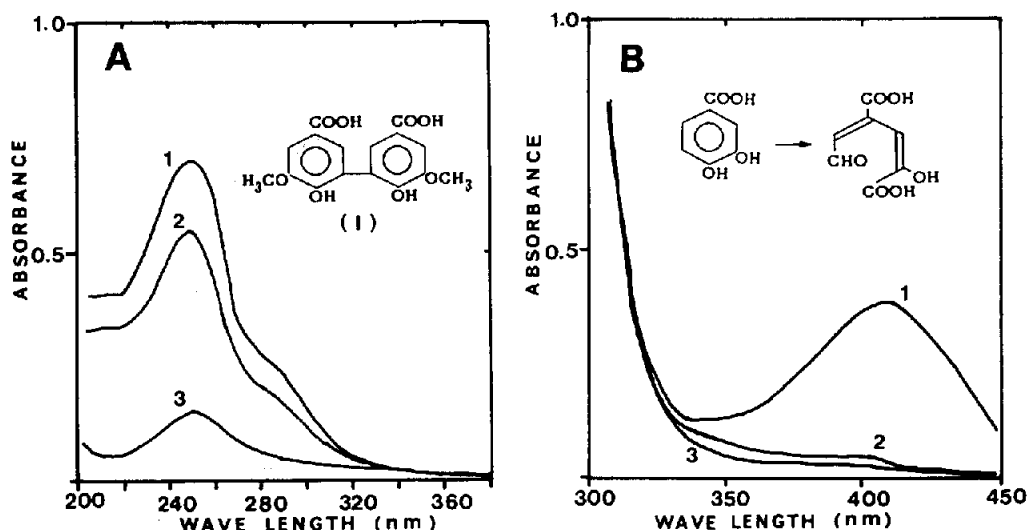 A
1.0
0.5
ABSORBANCE
1
2
3
COOH COOH
H₃CO OCH₃
OH OH
(I)
200 240 280 320 360
WAVE LENGTH (nm)
B
1.0
0.5
0
ABSORBANCE
COOH
OH
OH
COOH
CHO
OH
COOH
1
2
3
300 350 400 450
WAVE LENGTH (nm)